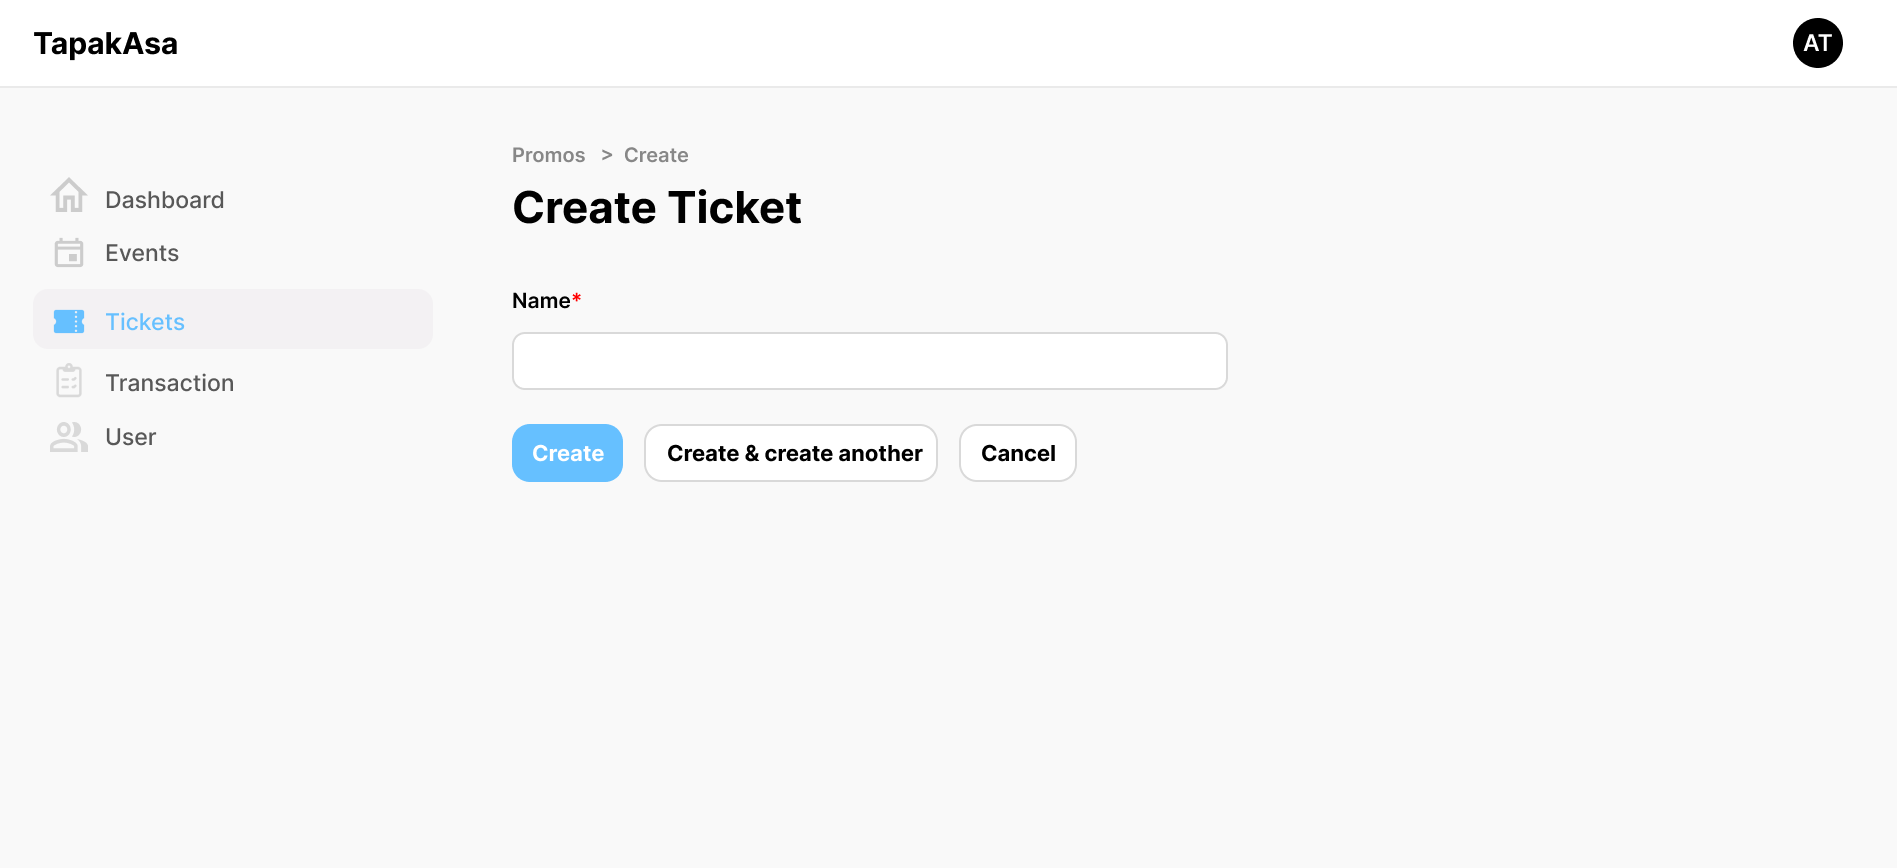 TapakAsa
AT
Dashboard
Events
Tickets
Transaction
User
Promos > Create
Create Ticket
Name*
Create
Create & create another
Cancel